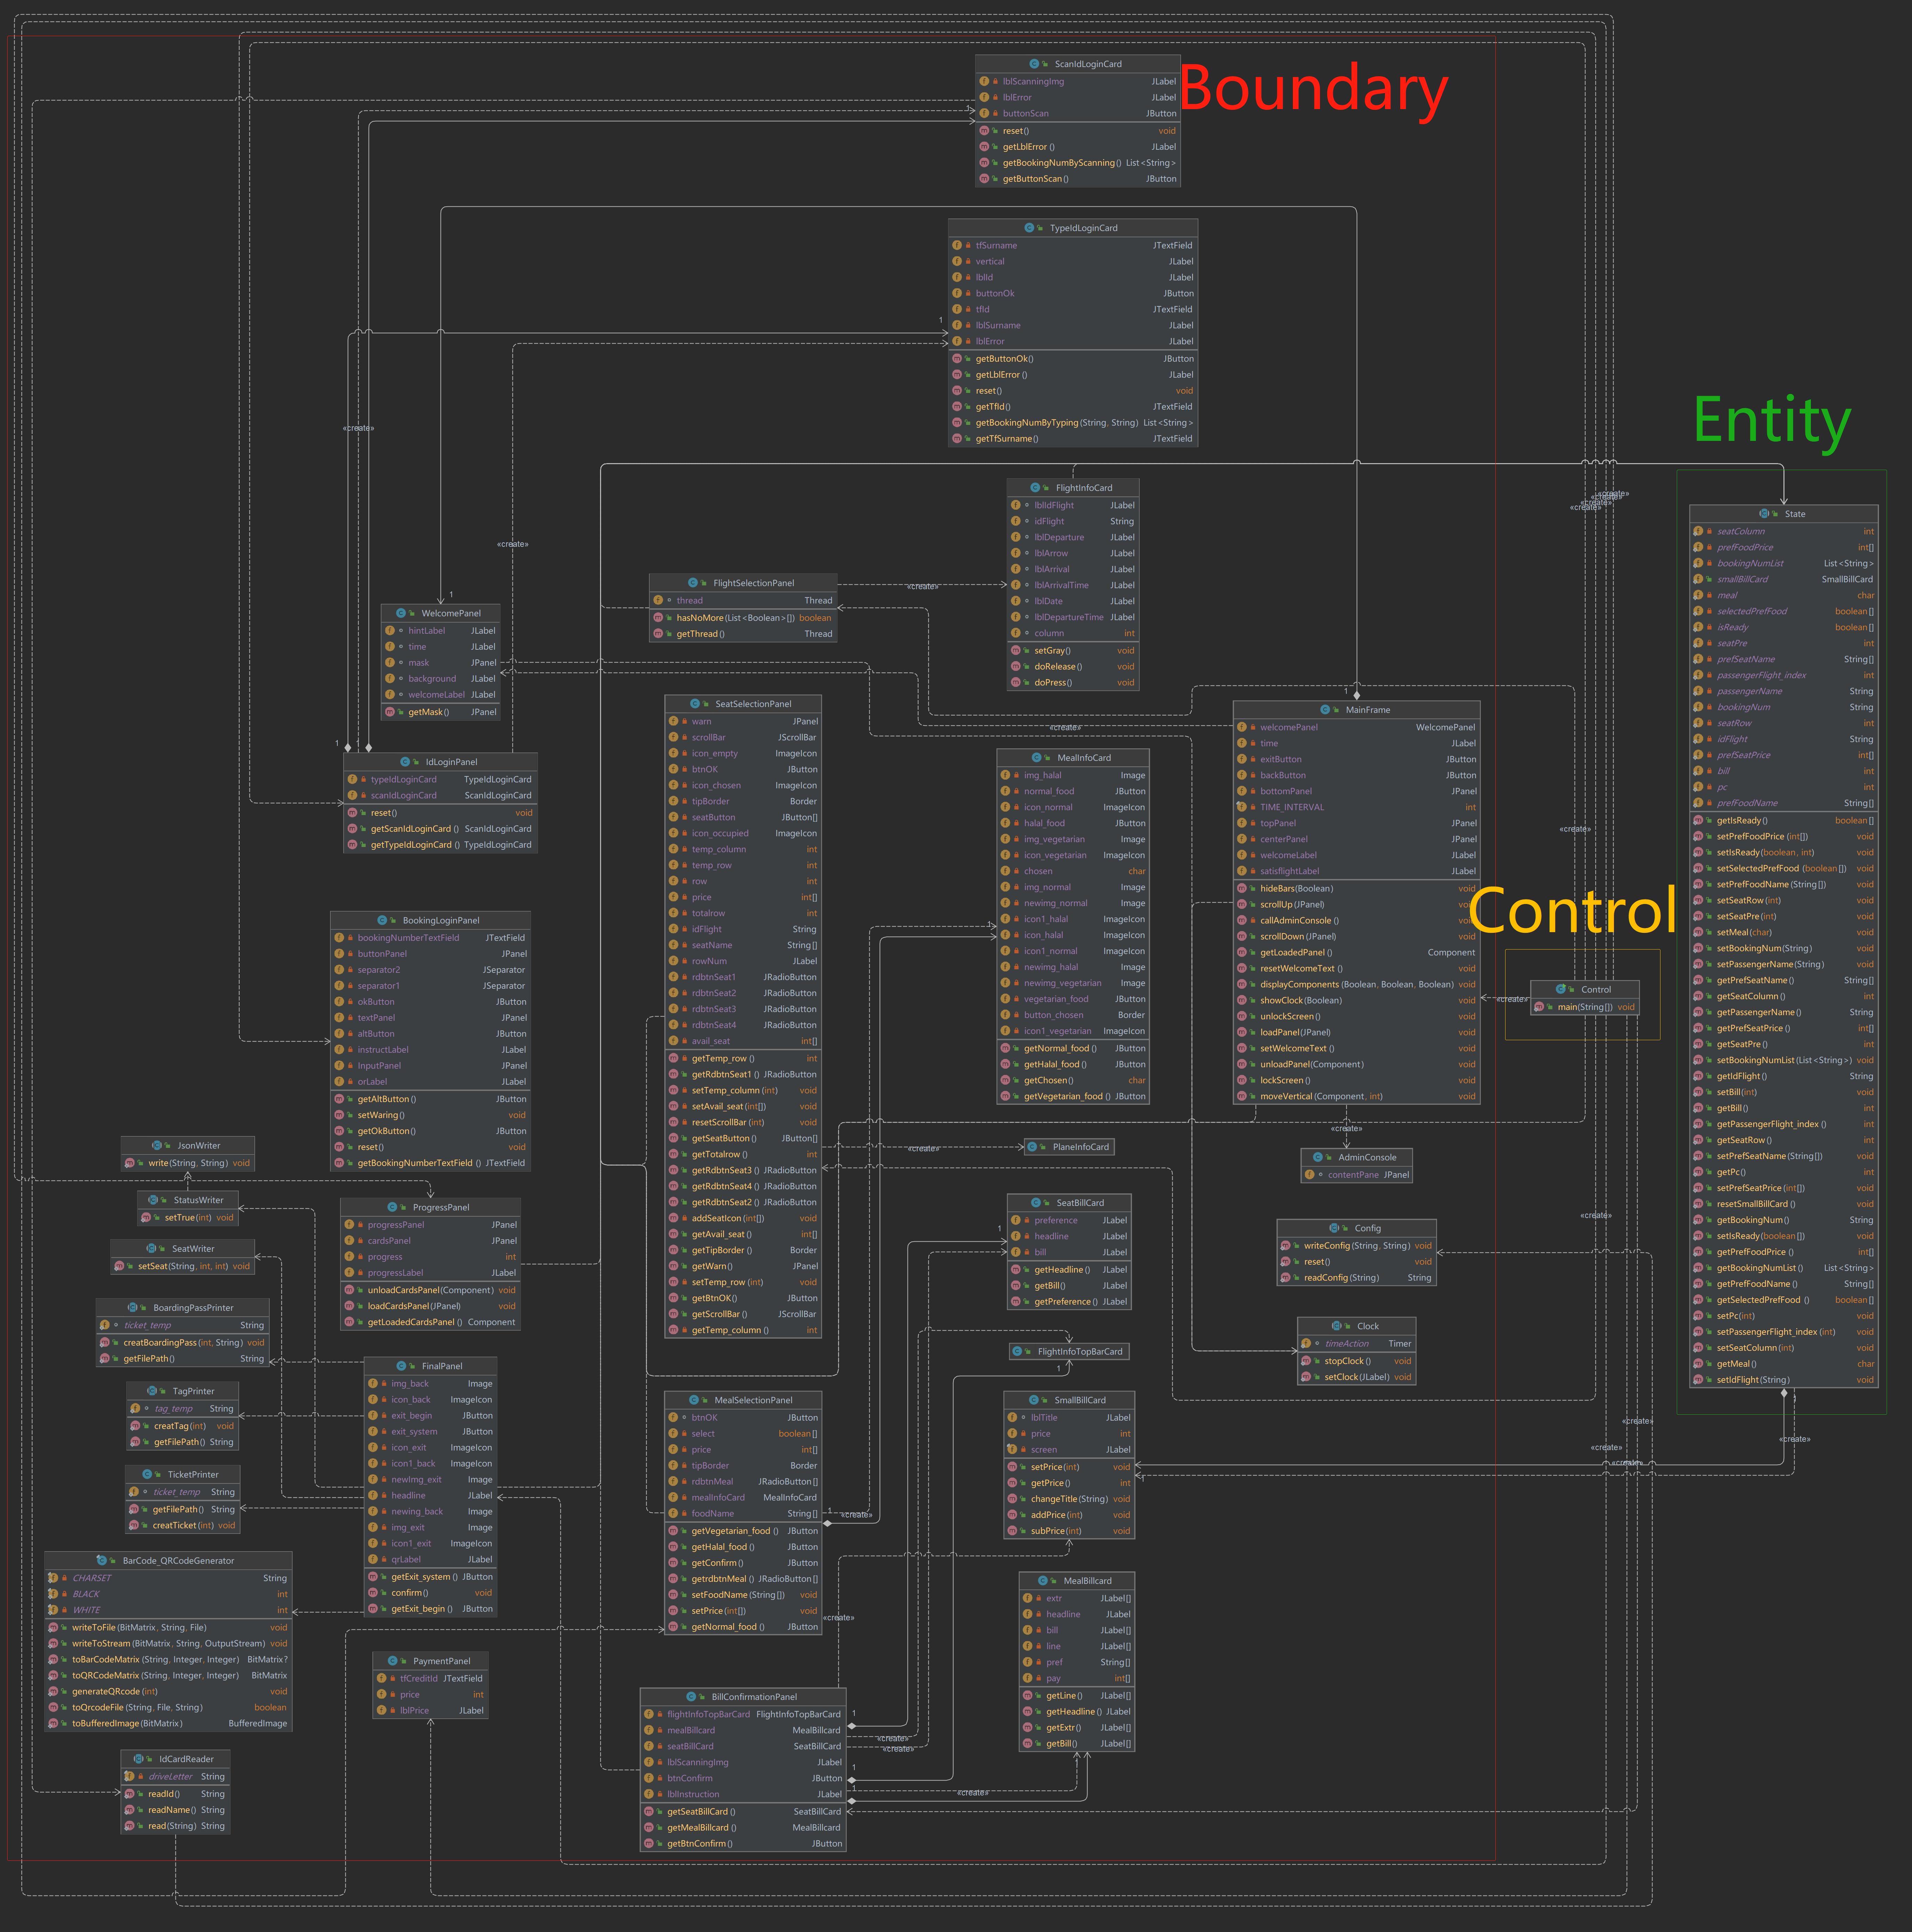 Boundary
ScanIdLoginCard
lblScanningImg JLabel
lblError JLabel
buttonScan JButton
reset() void
getLblError () JLabel
getBookingNumByScanning () List<String>
getButtonScan () JButton
1
TypeIdLoginCard
tfSurname JTextField
vertical JLabel
lblId JLabel
buttonOk JButton
tfId JTextField
lblSurname JLabel
lblError JLabel
getButtonOk() JButton
getLblError () JLabel
reset() void
getTfId() JTextField
getBookingNumByTyping (String, String) List<String>
getTfSurname() JTextField
1
«create»
«create»
Entity
FlightInfoCard
lblIdFlight JLabel
idFlight String
lblDeparture JLabel
lblArrow JLabel
lblArrival JLabel
lblArrivalTime JLabel
lblDate JLabel
lblDepartureTime JLabel
column int
setGray() void
doRelease() void
doPress() void
«create»
«create»
«create»
«create»
FlightSelectionPanel
thread Thread
hasNoMore (List<Boolean>[]) boolean
getThread() Thread
«create»
1
WelcomePanel
hintLabel JLabel
time JLabel
mask JPanel
background JLabel
welcomeLabel JLabel
getMask() JPanel
1
IdLoginPanel
typeIdLoginCard TypeIdLoginCard
scanIdLoginCard ScanIdLoginCard
reset() void
getScanIdLoginCard () ScanIdLoginCard
getTypeIdLoginCard () TypeIdLoginCard
BookingLoginPanel
bookingNumberTextField JTextField
buttonPanel JPanel
separator2 JSeparator
separator1 JSeparator
okButton JButton
textPanel JPanel
altButton JButton
instructLabel JLabel
InputPanel JPanel
orLabel JLabel
getAltButton () JButton
setWaring() void
getOkButton() JButton
reset() void
getBookingNumberTextField () JTextField
SeatSelectionPanel
warn JPanel
scrollBar JScrollBar
icon_empty ImageIcon
btnOK JButton
icon_chosen ImageIcon
tipBorder Border
seatButton JButton[]
icon_occupied ImageIcon
temp_column int
temp_row int
row int
price int[]
totalrow int
idFlight String
seatName String[]
rowNum JLabel
rdbtnSeat1 JRadioButton
rdbtnSeat2 JRadioButton
rdbtnSeat3 JRadioButton
rdbtnSeat4 JRadioButton
avail_seat int[]
getTemp_row () int
getRdbtnSeat1 () JRadioButton
setTemp_column (int) void
setAvail_seat (int[]) void
resetScrollBar (int) void
getSeatButton () JButton[]
getTotalrow() int
getRdbtnSeat3 () JRadioButton
getRdbtnSeat4 () JRadioButton
getRdbtnSeat2 () JRadioButton
addSeatIcon (int[]) void
getAvail_seat () int[]
getTipBorder () Border
getWarn() JPanel
setTemp_row (int) void
getBtnOK() JButton
getScrollBar () JScrollBar
getTemp_column () int
«create»
MealInfoCard
img_halal Image
normal_food JButton
icon_normal ImageIcon
halal_food JButton
img_vegetarian Image
icon_vegetarian ImageIcon
chosen char
img_normal Image
newimg_normal Image
icon1_halal ImageIcon
icon_halal ImageIcon
icon1_normal ImageIcon
newimg_halal Image
newimg_vegetarian Image
vegetarian_food JButton
button_chosen Border
icon1_vegetarian ImageIcon
getNormal_food () JButton
getHalal_food () JButton
getChosen() char
getVegetarian_food () JButton
1
PlaneInfoCard
1
«create»
MainFrame
welcomePanel WelcomePanel
time JLabel
exitButton JButton
backButton JButton
bottomPanel JPanel
TIME_INTERVAL int
topPanel JPanel
centerPanel JPanel
welcomeLabel JLabel
satisflightLabel JLabel
hideBars(Boolean) void
scrollUp (JPanel) void
callAdminConsole () void
scrollDown (JPanel) void
getLoadedPanel () Component
resetWelcomeText () void
displayComponents (Boolean, Boolean, Boolean) void
showClock (Boolean) void
unlockScreen() void
loadPanel(JPanel) void
setWelcomeText () void
unloadPanel(Component) void
lockScreen() void
moveVertical (Component, int) void
«create»
AdminConsole
contentPane JPanel
Config
writeConfig(String, String) void
reset() void
readConfig(String) String
Clock
timeAction Timer
stopClock () void
setClock (JLabel) void
Control
«create»
«create»
Control
main(String[]) void
«create»
«create»
«create»
«create»
State
seatColumn int
prefFoodPrice int[]
bookingNumList List<String>
smallBillCard SmallBillCard
meal char
selectedPrefFood boolean[]
isReady boolean[]
seatPre int
prefSeatName String[]
passengerFlight_index int
passengerName String
bookingNum String
seatRow int
idFlight String
prefSeatPrice int[]
bill int
pc int
prefFoodName String[]
getIsReady () boolean[]
setPrefFoodPrice (int[]) void
setIsReady(boolean, int) void
setSelectedPrefFood (boolean[]) void
setPrefFoodName (String[]) void
setSeatRow(int) void
setSeatPre(int) void
setMeal(char) void
setBookingNum(String) void
setPassengerName(String) void
getPrefSeatName() String[]
getSeatColumn () int
getPassengerName () String
getPrefSeatPrice () int[]
getSeatPre() int
setBookingNumList(List<String>) void
getIdFlight () String
setBill(int) void
getBill() int
getPassengerFlight_index () int
getSeatRow() int
setPrefSeatName(String[]) void
getPc() int
setPrefSeatPrice (int[]) void
resetSmallBillCard () void
getBookingNum() String
setIsReady(boolean[]) void
getPrefFoodPrice () int[]
getBookingNumList() List<String>
getPrefFoodName () String[]
getSelectedPrefFood () boolean[]
setPc(int) void
setPassengerFlight_index (int) void
setSeatColumn(int) void
getMeal() char
setIdFlight(String) void
«create»
JsonWriter
write(String, String) void
StatusWriter
setTrue(int) void
SeatWriter
setSeat(String, int, int) void
BoardingPassPrinter
ticket_temp String
creatBoardingPass (int, String) void
getFilePath() String
TagPrinter
tag_temp String
creatTag(int) void
getFilePath() String
TicketPrinter
ticket_temp String
getFilePath() String
creatTicket(int) void
BarCode_QRCodeGenerator
CHARSET String
BLACK int
WHITE int
writeToFile (BitMatrix, String, File) void
writeToStream (BitMatrix, String, OutputStream) void
toBarCodeMatrix (String, Integer, Integer) BitMatrix?
toQRCodeMatrix (String, Integer, Integer) BitMatrix
generateQRcode (int) void
toQrcodeFile (String, File, String) boolean
toBufferedImage (BitMatrix) BufferedImage
IdCardReader
driveLetter String
readId() String
readName() String
read(String) String
ProgressPanel
progressPanel JPanel
cardsPanel JPanel
progress int
progressLabel JLabel
unloadCardsPanel(Component) void
loadCardsPanel(JPanel) void
getLoadedCardsPanel () Component
FinalPanel
img_back Image
icon_back ImageIcon
exit_begin JButton
exit_system JButton
icon_exit ImageIcon
icon1_back ImageIcon
newImg_exit Image
headline JLabel
newing_back Image
img_exit Image
icon1_exit ImageIcon
qrLabel JLabel
getExit_system () JButton
confirm() void
getExit_begin () JButton
PaymentPanel
tfCreditId JTextField
price int
lblPrice JLabel
MealSelectionPanel
btnOK JButton
select boolean[]
price int[]
tipBorder Border
rdbtnMeal JRadioButton[]
mealInfoCard MealInfoCard
foodName String[]
getVegetarian_food () JButton
getHalal_food () JButton
getConfirm() JButton
getrdbtnMeal () JRadioButton[]
setFoodName (String[]) void
setPrice(int[]) void
getNormal_food () JButton
1
«create»
«create»
BillConfirmationPanel
flightInfoTopBarCard FlightInfoTopBarCard
mealBillcard MealBillcard
seatBillCard SeatBillCard
lblScanningImg JLabel
btnConfirm JButton
lblInstruction JLabel
getSeatBillCard () SeatBillCard
getMealBillcard () MealBillcard
getBtnConfirm() JButton
1
«create»
«create»
1
1
«create»
SeatBillCard
preference JLabel
headline JLabel
bill JLabel
getHeadline() JLabel
getBill() JLabel
getPreference() JLabel
1
FlightInfoTopBarCard
1
SmallBillCard
lblTitle JLabel
price int
screen JLabel
setPrice(int) void
getPrice() int
changeTitle(String) void
addPrice(int) void
subPrice(int) void
1
MealBillcard
extr JLabel[]
headline JLabel
bill JLabel[]
line JLabel[]
pref String[]
pay int[]
getLine() JLabel[]
getHeadline() JLabel
getExtr() JLabel[]
getBill() JLabel[]